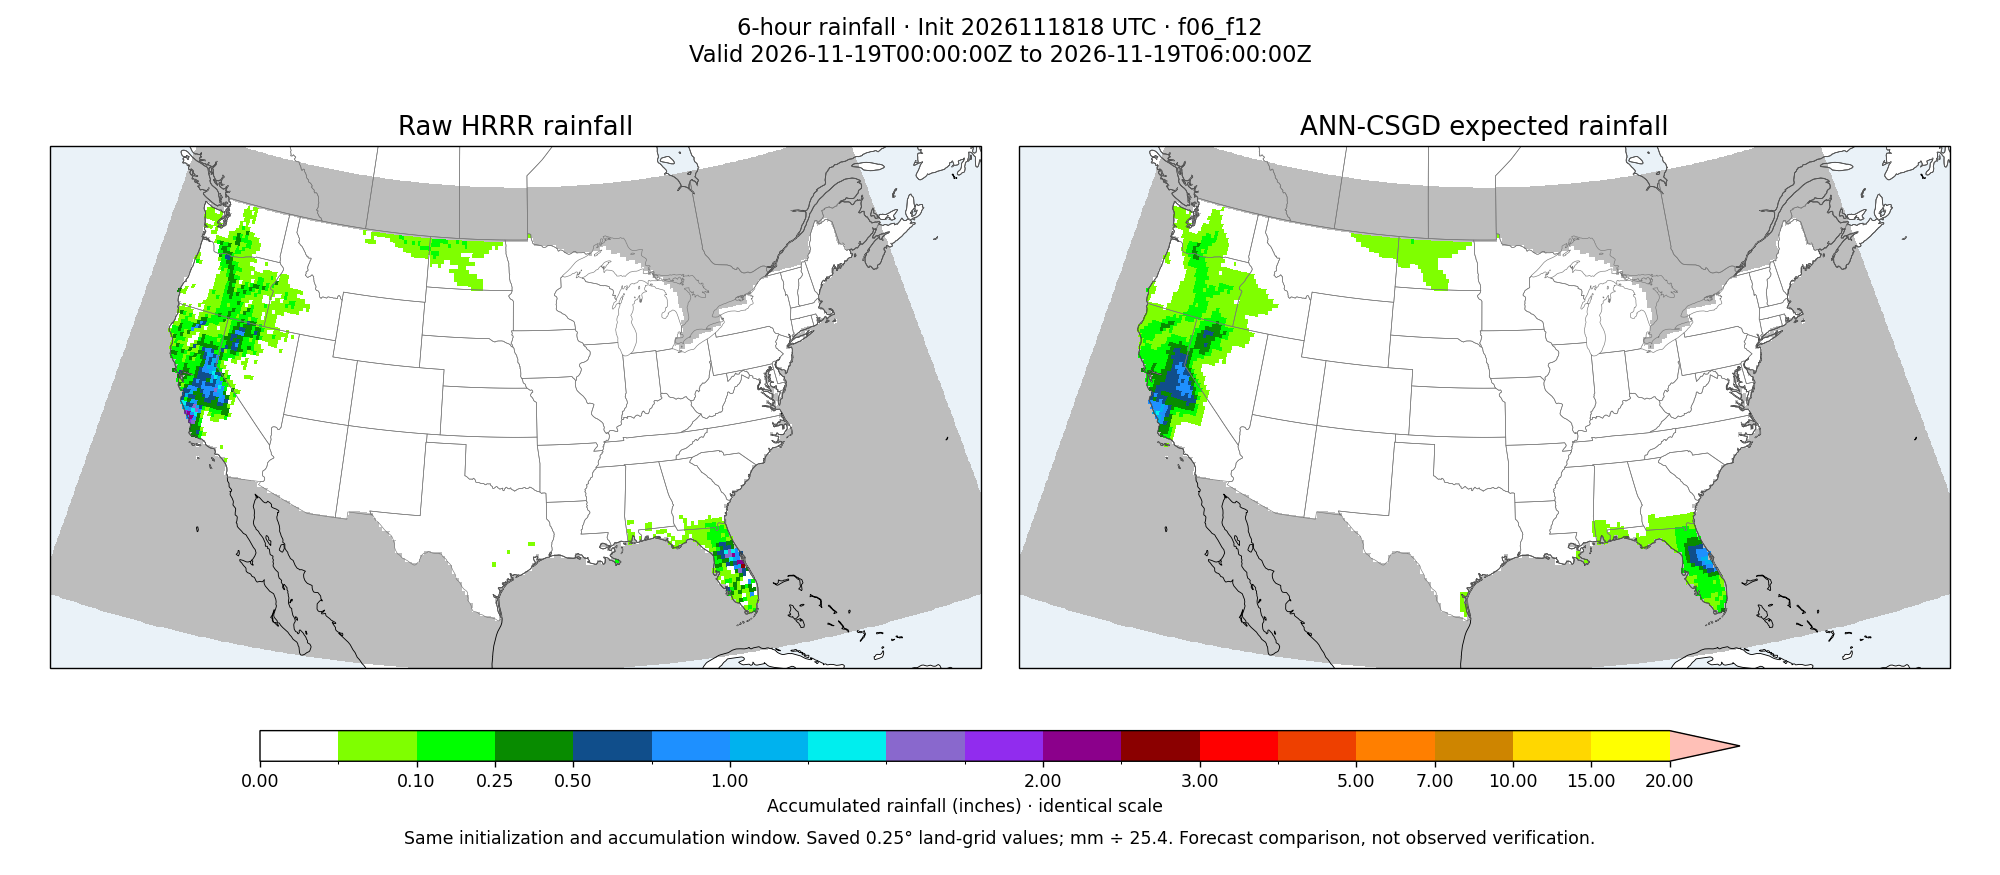 6-hour rainfall · Init 2026111818 UTC · f06_f12
Valid 2026-11-19T00:00:00Z to 2026-11-19T06:00:00Z
Raw HRRR rainfall
ANN-CSGD expected rainfall
0.00 0.10 0.25 0.50 1.00 2.00 3.00 5.00 7.00 10.00 15.00 20.00
Accumulated rainfall (inches) · identical scale
Same initialization and accumulation window. Saved 0.25° land-grid values; mm ÷ 25.4. Forecast comparison, not observed verification.